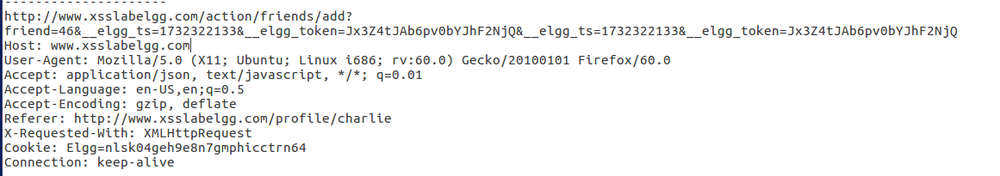 ---------------------
http://www.xsslabelgg.com/action/friends/add?
friend=46&__elgg_ts=1732322133&__elgg_token=Jx3Z4tJAb6pv0bYJhF2NjQ&__elgg_ts=1732322133&__elgg_token=Jx3Z4tJAb6pv0bYJhF2NjQ
Host: www.xsslabelgg.com
User-Agent: Mozilla/5.0 (X11; Ubuntu; Linux i686; rv:60.0) Gecko/20100101 Firefox/60.0
Accept: application/json, text/javascript, */*; q=0.01
Accept-Language: en-US,en;q=0.5
Accept-Encoding: gzip, deflate
Referer: http://www.xsslabelgg.com/profile/charlie
X-Requested-With: XMLHttpRequest
Cookie: Elgg=nlsk04geh9e8n7gmphicctrn64
Connection: keep-alive